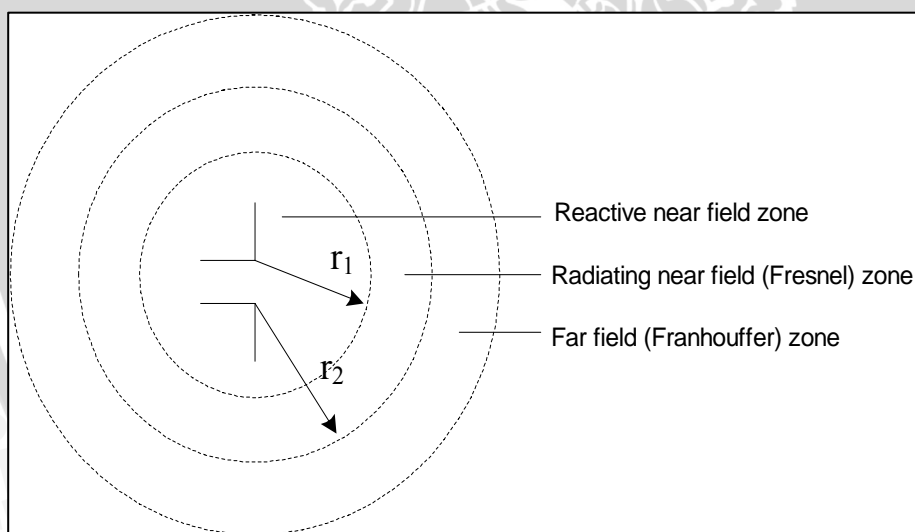 Reactive near field zone
r₁
Radiating near field (Fresnel) zone
Far field (Franhouffer) zone
r₂